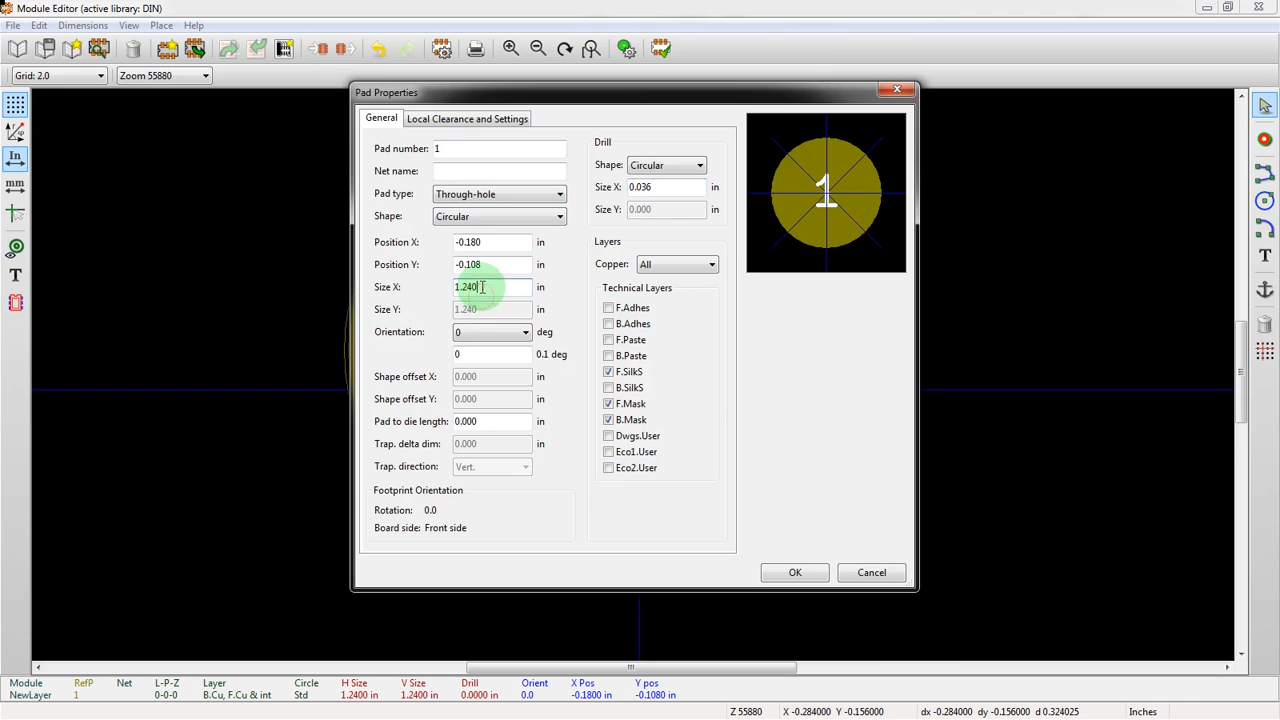 Module Editor (active library: DIN)
File Edit Dimensions View Place Help
Grid: 2.0 Zoom 55880
In
mm
T
T
Pad Properties
General Local Clearance and Settings
Pad number: 1
Net name:
Pad type: Through-hole
Shape: Circular
Position X: -0.180 in
Position Y: -0.108 in
Size X: 1.240 in
Size Y: 1.240 in
Orientation: 0 deg
0 0.1 deg
Shape offset X: 0.000 in
Shape offset Y: 0.000 in
Pad to die length: 0.000 in
Trap. delta dim: 0.000 in
Trap. direction: Vert.
Footprint Orientation
Rotation: 0.0
Board side: Front side
Drill
Shape: Circular
Size X: 0.036 in
Size Y: 0.000 in
Layers
Copper: All
Technical Layers
F.Adhes
B.Adhes
F.Paste
B.Paste
F.SilkS
B.SilkS
F.Mask
B.Mask
Dwgs.User
Eco1.User
Eco2.User
1
OK Cancel
Module RefP Net L-P-Z Layer Circle H Size V Size Drill Orient X Pos Y pos
NewLayer 1 0-0-0 B.Cu, F.Cu & int Std 1.2400 in 1.2400 in 0.0000 in 0.0 -0.1800 in -0.1080 in
Z 55880 X -0.284000 Y -0.156000 dx -0.284000 dy -0.156000 d 0.324025 Inches